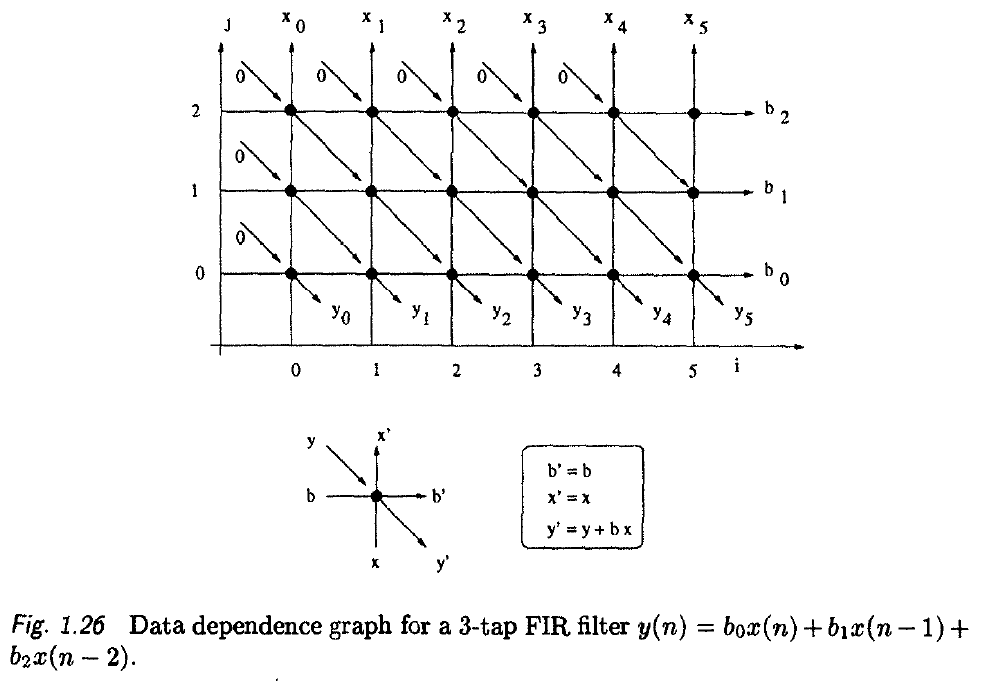 J x0 x1 x2 x3 x4 x5
0 0 0 0 0
2 b2
0
1 b1
0
0 b0
y0 y1 y2 y3 y4 y5
0 1 2 3 4 5 i
y x'
b b'
x y'
b' = b
x' = x
y' = y + b x
Fig. 1.26 Data dependence graph for a 3-tap FIR filter y(n) = b0x(n) + b1x(n − 1) +
b2x(n − 2).